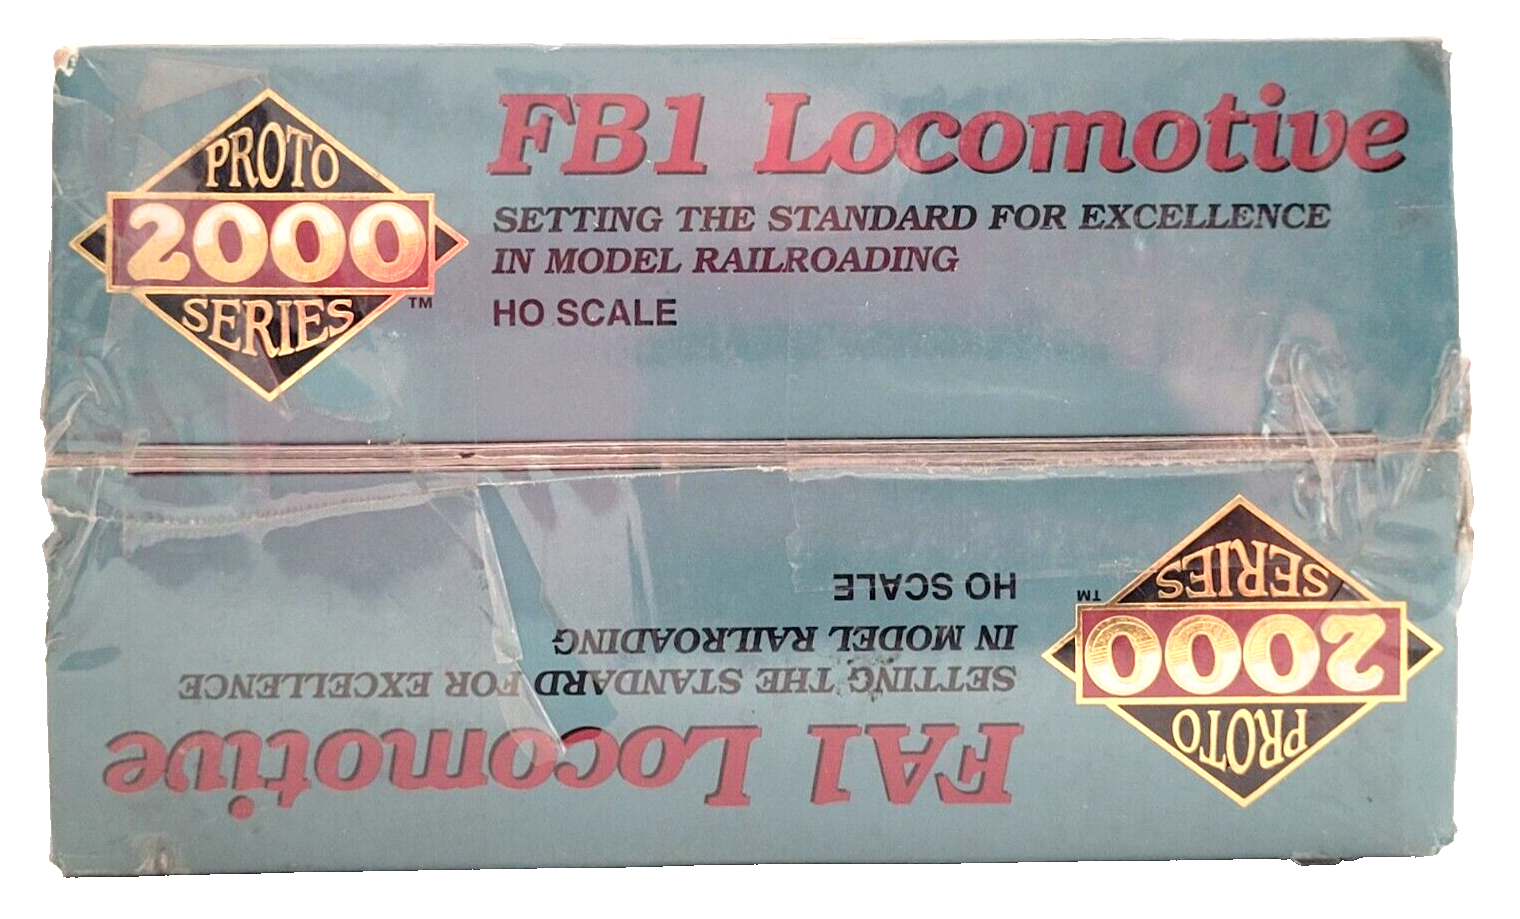 PROTO
2000
SERIES
TM
FB1 Locomotive
SETTING THE STANDARD FOR EXCELLENCE
IN MODEL RAILROADING
HO SCALE
PROTO
2000
SERIES
TM
FA1 Locomotive
SETTING THE STANDARD FOR EXCELLENCE
IN MODEL RAILROADING
HO SCALE